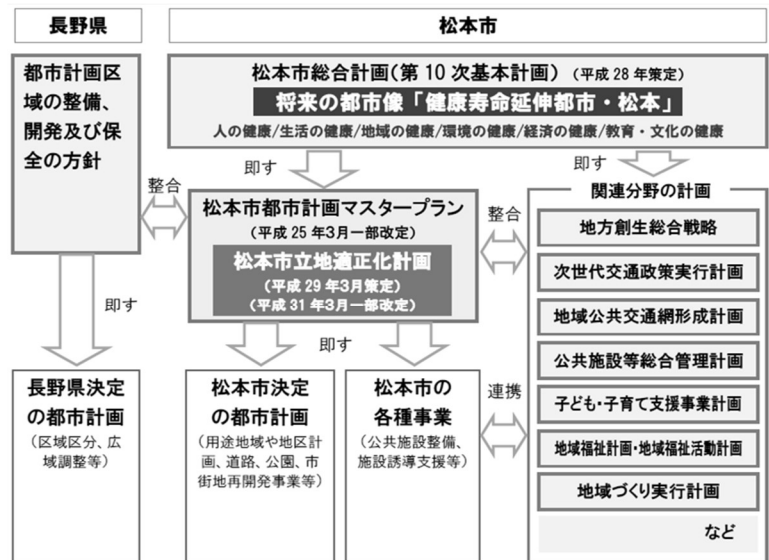 長野県
松本市
都市計画区
域の整備、
開発及び保
全の方針
松本市総合計画(第10次基本計画)(平成28年策定)
将来の都市像「健康寿命延伸都市・松本」
人の健康/生活の健康/地域の健康/環境の健康/経済の健康/教育・文化の健康
即す
即す
整合
松本市都市計画マスタープラン
(平成25年3月一部改定)
松本市立地適正化計画
(平成29年3月策定)
(平成31年3月一部改定)
整合
関連分野の計画
地方創生総合戦略
次世代交通政策実行計画
地域公共交通網形成計画
公共施設等総合管理計画
子ども・子育て支援事業計画
地域福祉計画・地域福祉活動計画
地域づくり実行計画
など
即す
即す
長野県決定
の都市計画
(区域区分、広
域調整等)
松本市決定
の都市計画
(用途地域や地区計
画、道路、公園、市
街地再開発事業等)
松本市の
各種事業
(公共施設整備、
施設誘導支援等)
連携